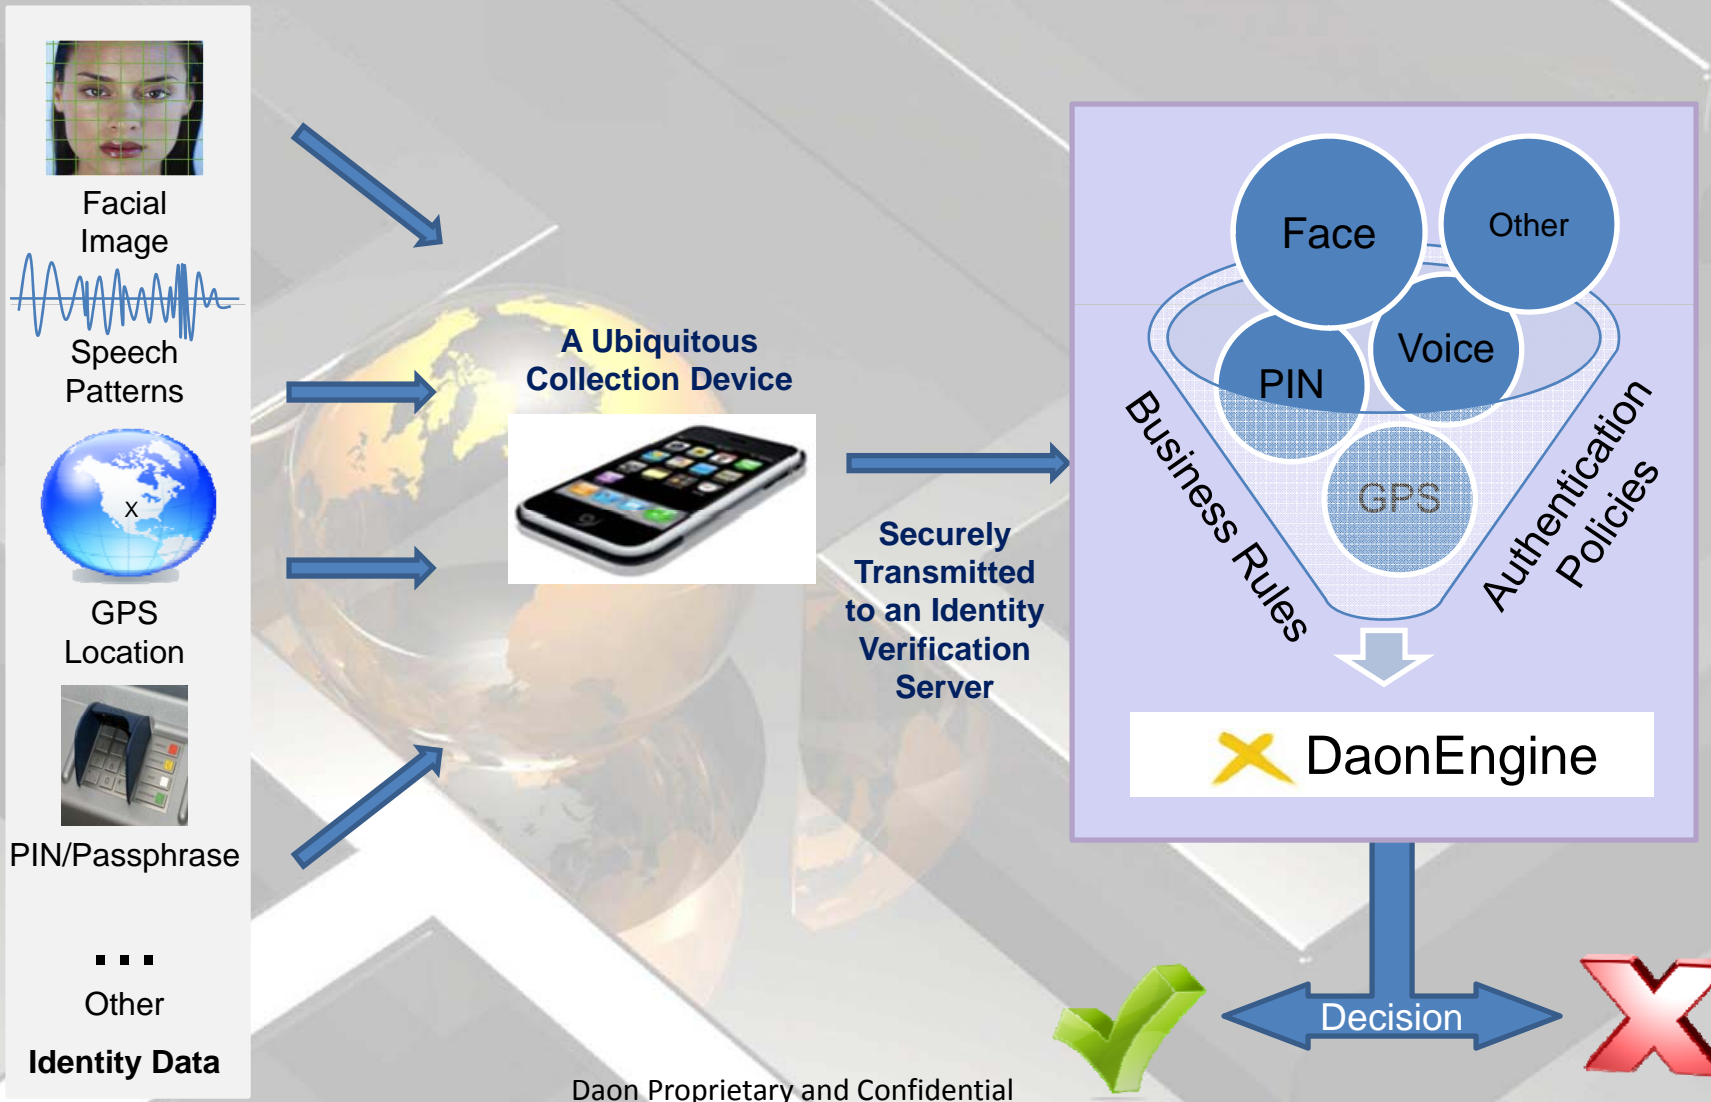 Facial
Image
Speech
Patterns
X
GPS
Location
PIN/Passphrase
...
Other
Identity Data
A Ubiquitous
Collection Device
Securely
Transmitted
to an Identity
Verification
Server
Face
Other
PIN
Voice
GPS
Business Rules
Authentication
Policies
DaonEngine
Decision
Daon Proprietary and Confidential